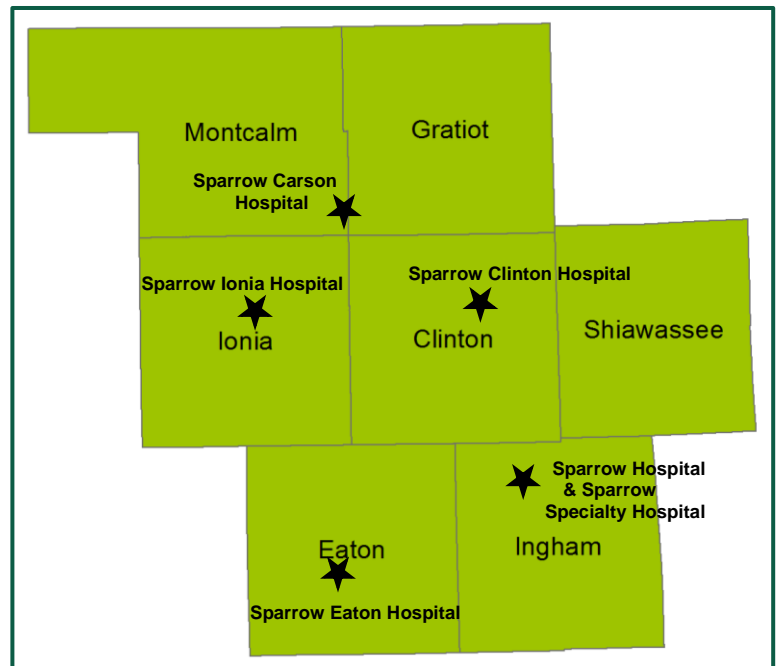 Montcalm
Gratiot
Sparrow Carson
Hospital
Sparrow Ionia Hospital
Ionia
Sparrow Clinton Hospital
Clinton
Shiawassee
Eaton
Sparrow Eaton Hospital
Sparrow Hospital
& Sparrow
Specialty Hospital
Ingham